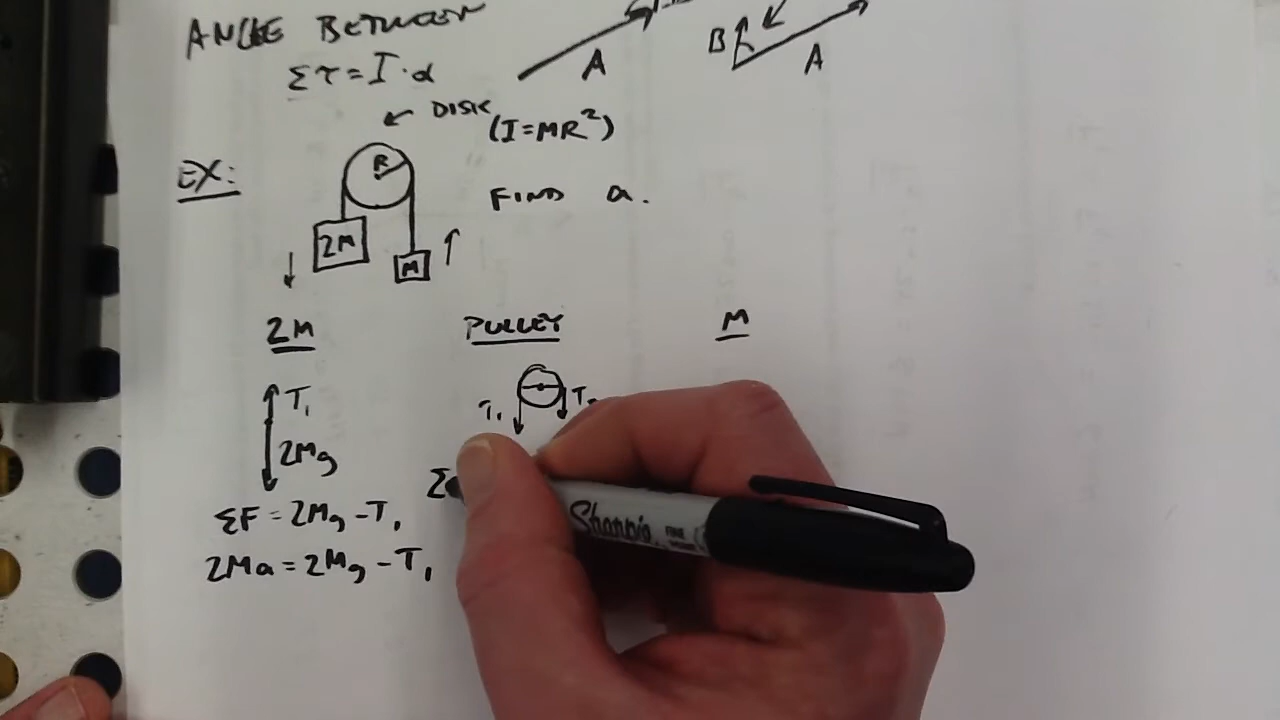 ANGLE BETWEEN
A
B
A
Στ = I · α
← DISK (I = MR²)
EX:
R
FIND a.
2M
M
2M PULLEY M
T₁
T₁
2Mg
Sharpie
FINE
ΣF = 2Mg - T₁
2Ma = 2Mg - T₁